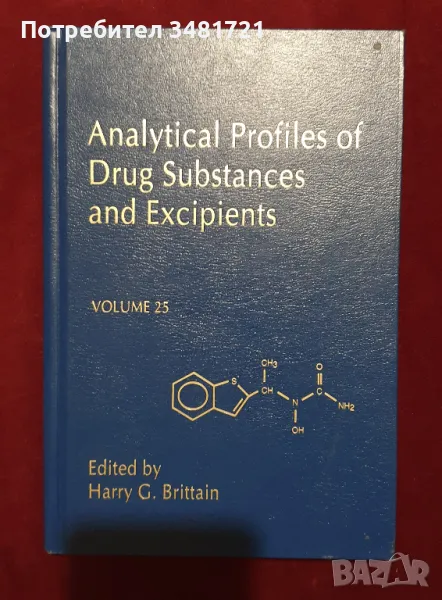 Потребител 3481721
Analytical Profiles of
Drug Substances
and Excipients
VOLUME 25
CH3
O
S
CH
C
N
NH2
OH
Edited by
Harry G. Brittain
BAZAR